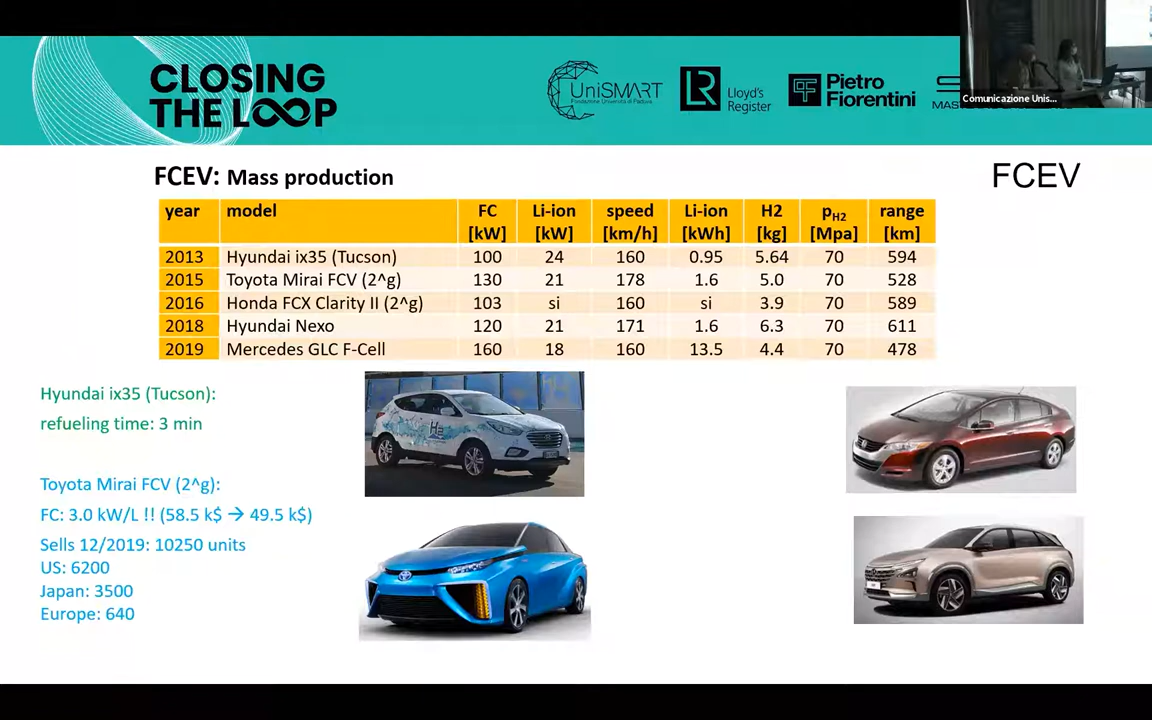 CLOSING
THE LOOP
UniSMART
Fondazione Università di Padova
LR
Lloyd's
Register
Pietro
Fiorentini
Comunicazione Unis...
FCEV: Mass production
FCEV
year model FC [kW] Li-ion [kW] speed [km/h] Li-ion [kWh] H2 [kg] pH2 [Mpa] range [km]
2013 Hyundai ix35 (Tucson) 100 24 160 0.95 5.64 70 594
2015 Toyota Mirai FCV (2^g) 130 21 178 1.6 5.0 70 528
2016 Honda FCX Clarity II (2^g) 103 si 160 si 3.9 70 589
2018 Hyundai Nexo 120 21 171 1.6 6.3 70 611
2019 Mercedes GLC F-Cell 160 18 160 13.5 4.4 70 478
Hyundai ix35 (Tucson):
refueling time: 3 min
Toyota Mirai FCV (2^g):
FC: 3.0 kW/L !! (58.5 k$ → 49.5 k$)
Sells 12/2019: 10250 units
US: 6200
Japan: 3500
Europe: 640
H2